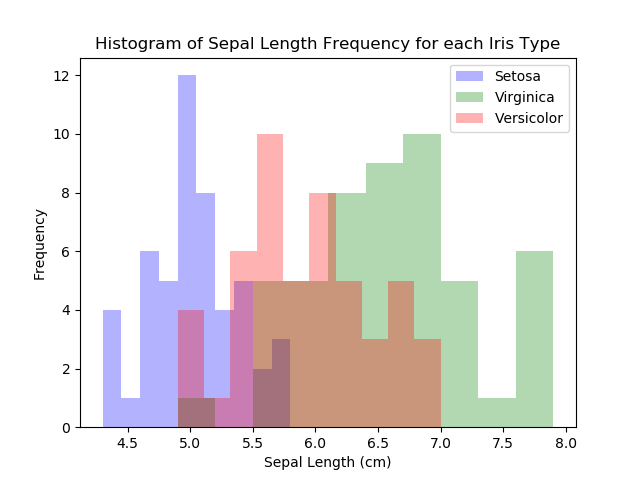 Histogram of Sepal Length Frequency for each Iris Type
Setosa
Virginica
Versicolor
12
10
8
6
4
2
0
Frequency
4.5 5.0 5.5 6.0 6.5 7.0 7.5 8.0
Sepal Length (cm)